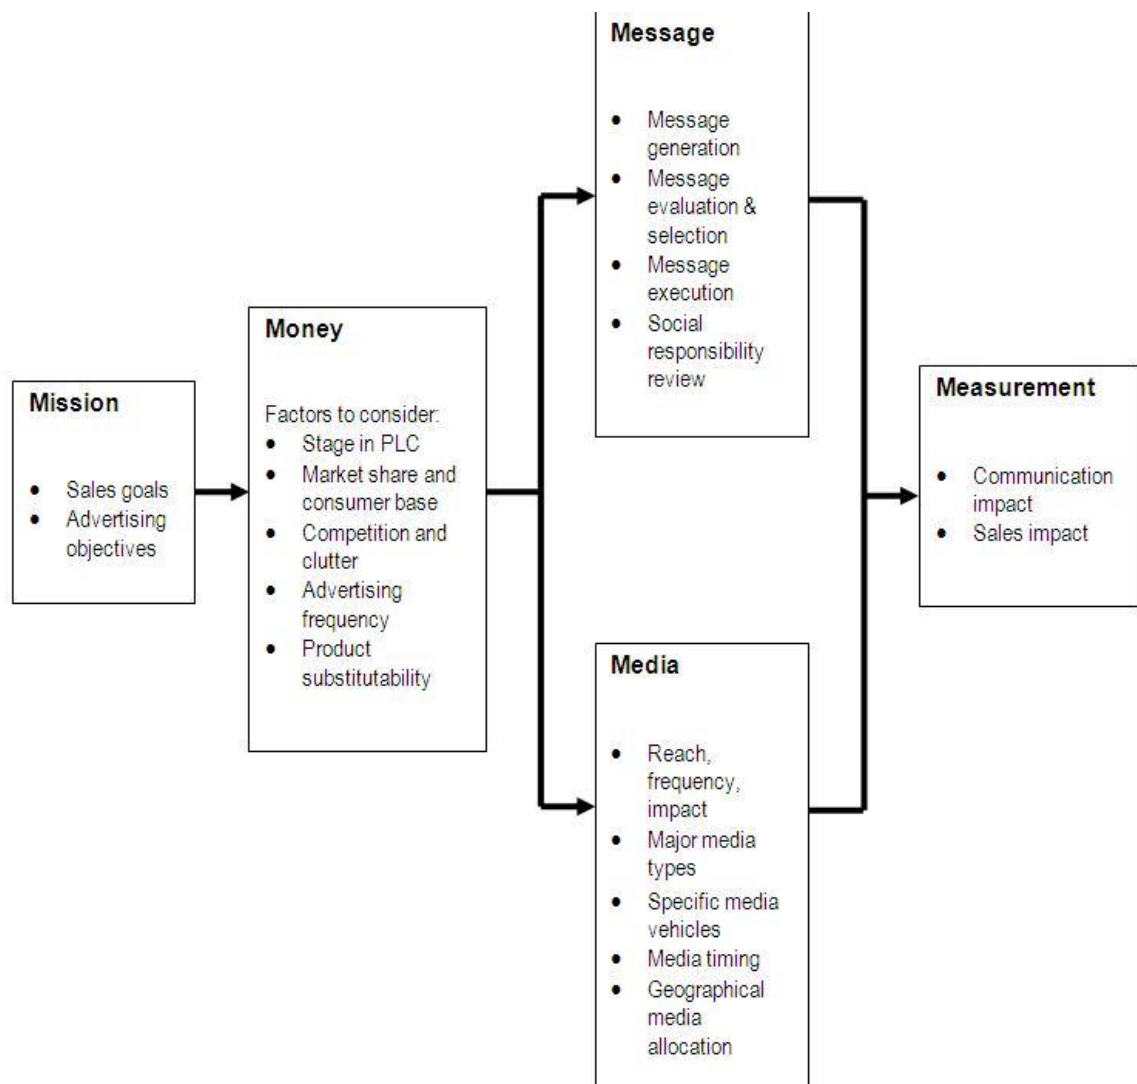 Mission
● Sales goals
● Advertising
objectives
Money
Factors to consider:
● Stage in PLC
● Market share and
consumer base
● Competition and
clutter
● Advertising
frequency
● Product
substitutability
Message
● Message
generation
● Message
evaluation &
selection
● Message
execution
● Social
responsibility
review
Media
● Reach,
frequency,
impact
● Major media
types
● Specific media
vehicles
● Media timing
● Geographical
media
allocation
Measurement
● Communication
impact
● Sales impact